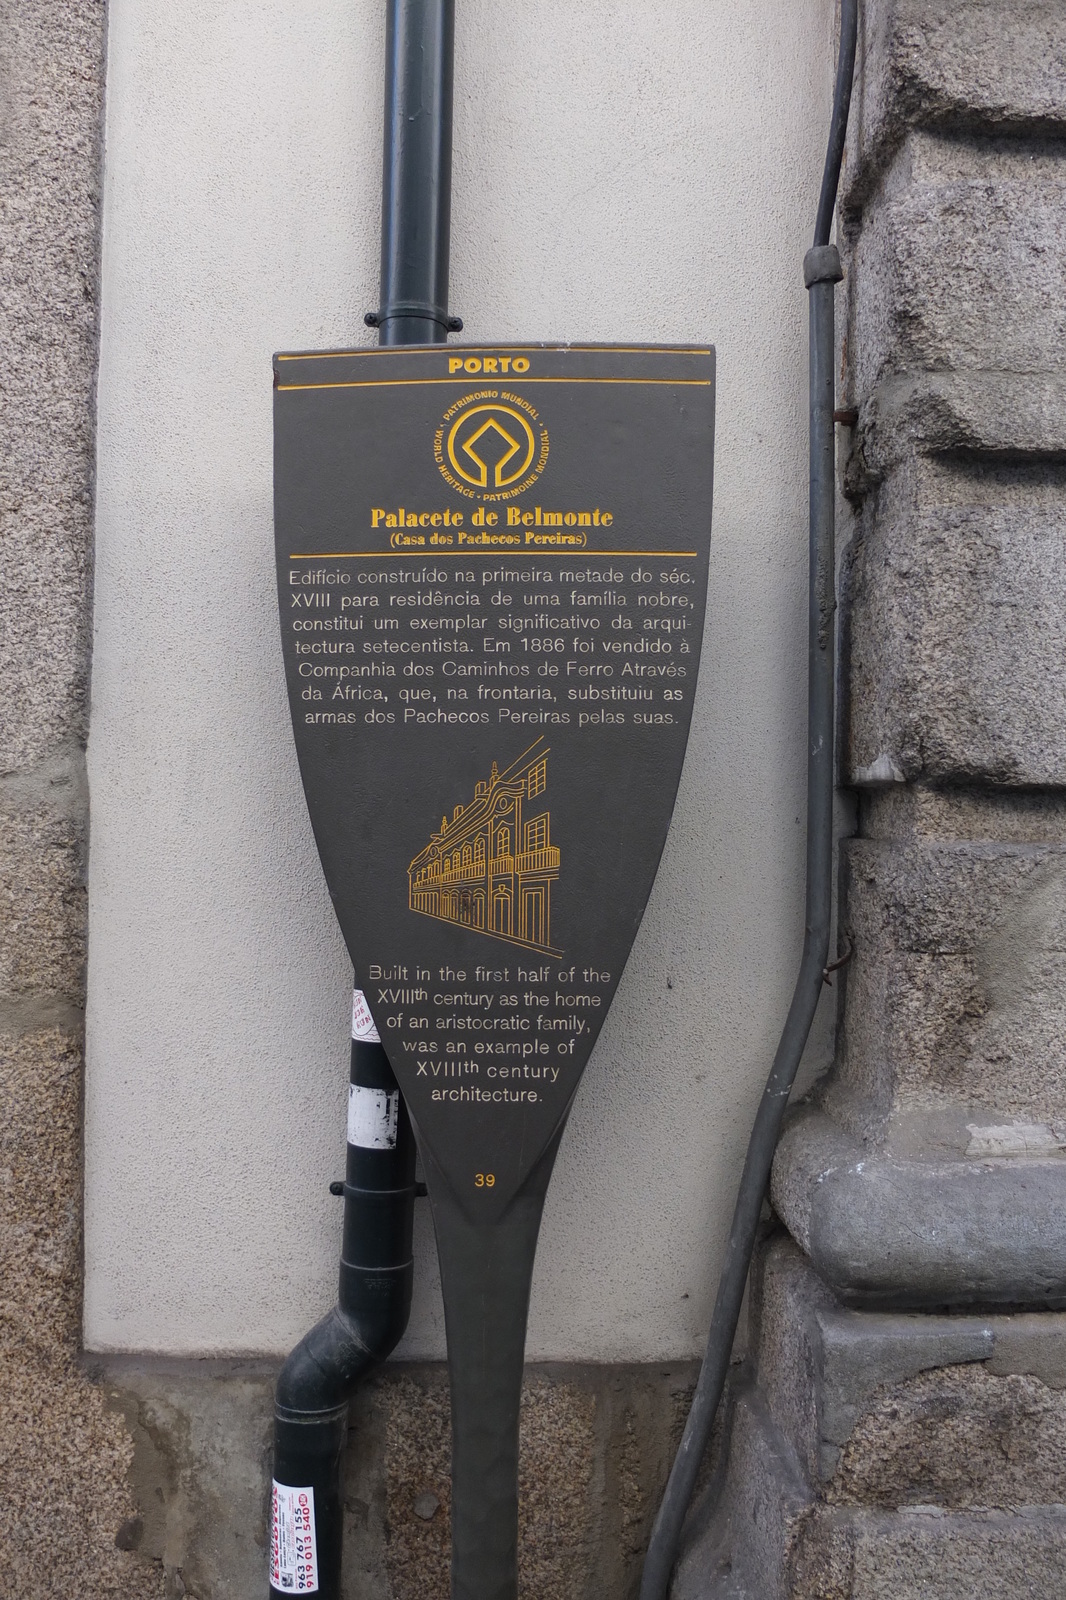 PORTO
PATRIMONIO MUNDIAL · WORLD HERITAGE · PATRIMOINE MONDIAL ·
Palacete de Belmonte
(Casa dos Pachecos Pereiras)
Edifício construído na primeira metade do séc.
XVIII para residência de uma família nobre,
constitui um exemplar significativo da arqui-
tectura setecentista. Em 1886 foi vendido à
Companhia dos Caminhos de Ferro Através
da África, que, na frontaria, substituiu as
armas dos Pachecos Pereiras pelas suas.
Built in the first half of the
XVIIIth century as the home
of an aristocratic family,
was an example of
XVIIIth century
architecture.
39
963 767 155
919 013 540